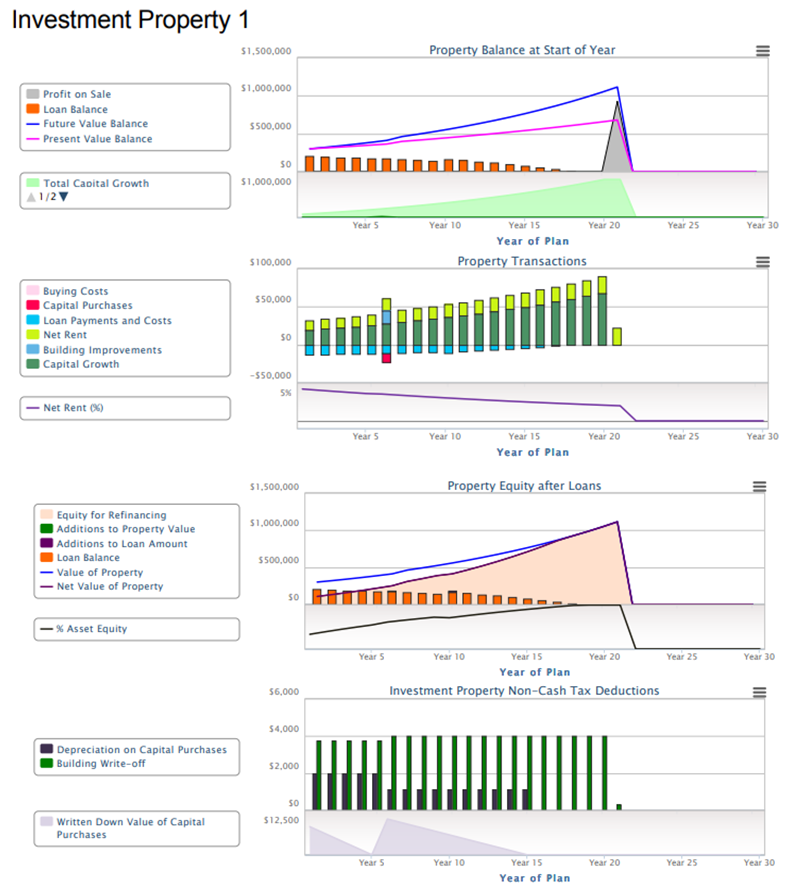 Investment Property 1
Property Balance at Start of Year
$1,500,000
$1,000,000
$500,000
$0
$1,000,000
Profit on Sale
Loan Balance
Future Value Balance
Present Value Balance
Total Capital Growth
1/2
Year 5 Year 10 Year 15 Year 20 Year 25 Year 30
Year of Plan
Property Transactions
$100,000
$50,000
$0
-$50,000
5%
Buying Costs
Capital Purchases
Loan Payments and Costs
Net Rent
Building Improvements
Capital Growth
Net Rent (%)
Year 5 Year 10 Year 15 Year 20 Year 25 Year 30
Year of Plan
Property Equity after Loans
$1,500,000
$1,000,000
$500,000
$0
Equity for Refinancing
Additions to Property Value
Additions to Loan Amount
Loan Balance
Value of Property
Net Value of Property
% Asset Equity
Year 5 Year 10 Year 15 Year 20 Year 25 Year 30
Year of Plan
Investment Property Non-Cash Tax Deductions
$6,000
$4,000
$2,000
$0
$12,500
Depreciation on Capital Purchases
Building Write-off
Written Down Value of Capital
Purchases
Year 5 Year 10 Year 15 Year 20 Year 25 Year 30
Year of Plan